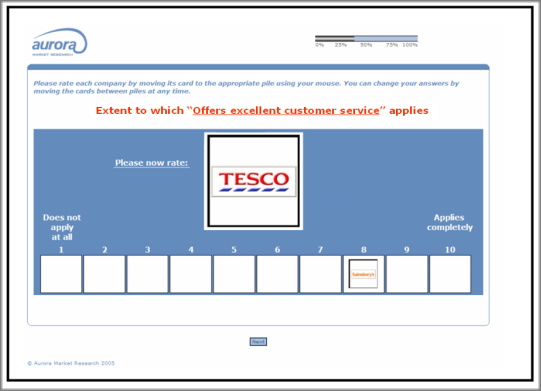 aurora
MARKET RESEARCH
0% 25% 50% 75% 100%
Please rate each company by moving its card to the appropriate pile using your mouse. You can change your answers by
moving the cards between piles at any time.
Extent to which "Offers excellent customer service" applies
Please now rate:
TESCO
Does not
apply
at all
Applies
completely
1 2 3 4 5 6 7 8 9 10
Sainsbury's
Next
© Aurora Market Research 2005